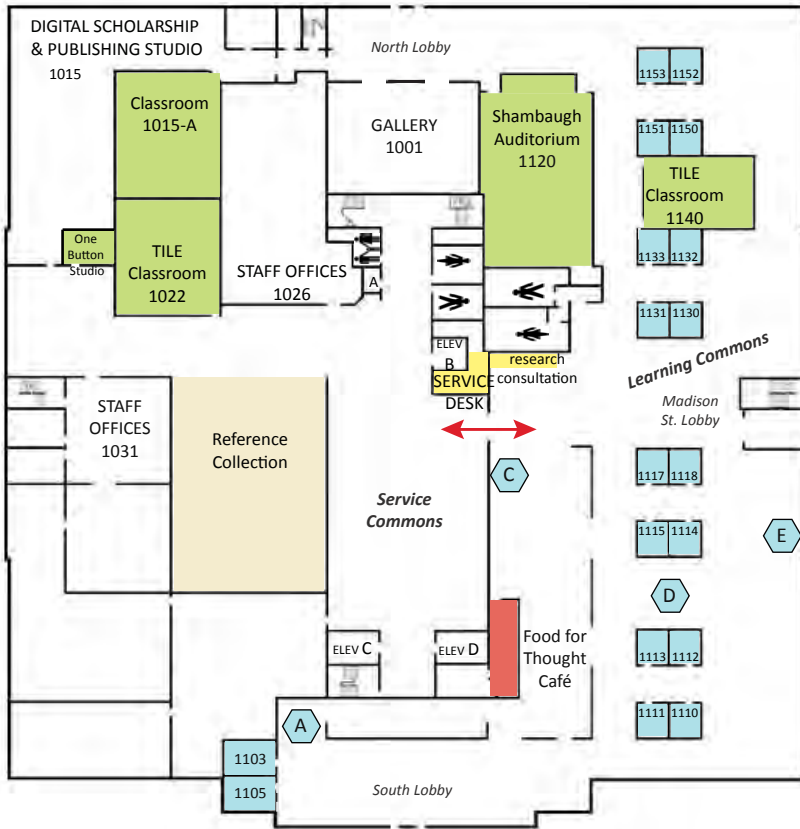 DIGITAL SCHOLARSHIP
& PUBLISHING STUDIO
1015
North Lobby
1153 1152
Classroom
1015-A
GALLERY
1001
Shambaugh
Auditorium
1120
1151 1150
TILE
Classroom
1140
One
Button
Studio
TILE
Classroom
1022
STAFF OFFICES
1026
A
1133 1132
1131 1130
ELEV
B
SERVICE
DESK
research
consultation
Learning Commons
Madison
St. Lobby
STAFF
OFFICES
1031
Reference
Collection
Service
Commons
C
1117 1118
1115 1114
E
D
ELEV C
ELEV D
Food for
Thought
Café
1113 1112
1111 1110
A
1103
1105
South Lobby